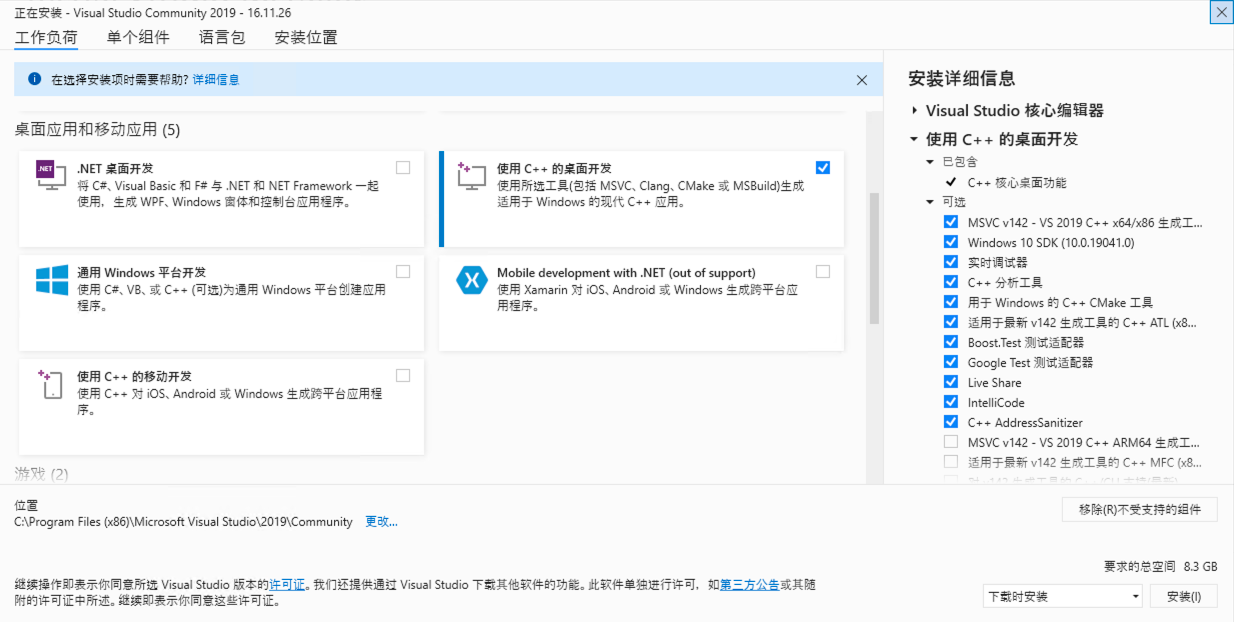 正在安装 - Visual Studio Community 2019 - 16.11.26
工作负荷 单个组件 语言包 安装位置
在选择安装项时需要帮助? 详细信息
桌面应用和移动应用 (5)
.NET
.NET 桌面开发
将 C#、Visual Basic 和 F# 与 .NET 和 NET Framework 一起
使用，生成 WPF、Windows 窗体和控制台应用程序。
使用 C++ 的桌面开发
使用所选工具(包括 MSVC、Clang、CMake 或 MSBuild)生成
适用于 Windows 的现代 C++ 应用。
通用 Windows 平台开发
使用 C#、VB、或 C++ (可选)为通用 Windows 平台创建应用
程序。
Mobile development with .NET (out of support)
使用 Xamarin 对 iOS、Android 或 Windows 生成跨平台应
用程序。
使用 C++ 的移动开发
使用 C++ 对 iOS、Android 或 Windows 生成跨平台应用程
序。
游戏 (2)
安装详细信息
Visual Studio 核心编辑器
使用 C++ 的桌面开发
已包含
C++ 核心桌面功能
可选
MSVC v142 - VS 2019 C++ x64/x86 生成工...
Windows 10 SDK (10.0.19041.0)
实时调试器
C++ 分析工具
用于 Windows 的 C++ CMake 工具
适用于最新 v142 生成工具的 C++ ATL (x8...
Boost.Test 测试适配器
Google Test 测试适配器
Live Share
IntelliCode
C++ AddressSanitizer
MSVC v142 - VS 2019 C++ ARM64 生成工...
适用于最新 v142 生成工具的 C++ MFC (x8...
位置
C:\Program Files (x86)\Microsoft Visual Studio\2019\Community 更改...
移除(R)不受支持的组件
要求的总空间 8.3 GB
继续操作即表示你同意所选 Visual Studio 版本的许可证。我们还提供通过 Visual Studio 下载其他软件的功能。此软件单独进行许可，如第三方公告或其随
附的许可证中所述。继续即表示你同意这些许可证。
下载时安装
安装(I)